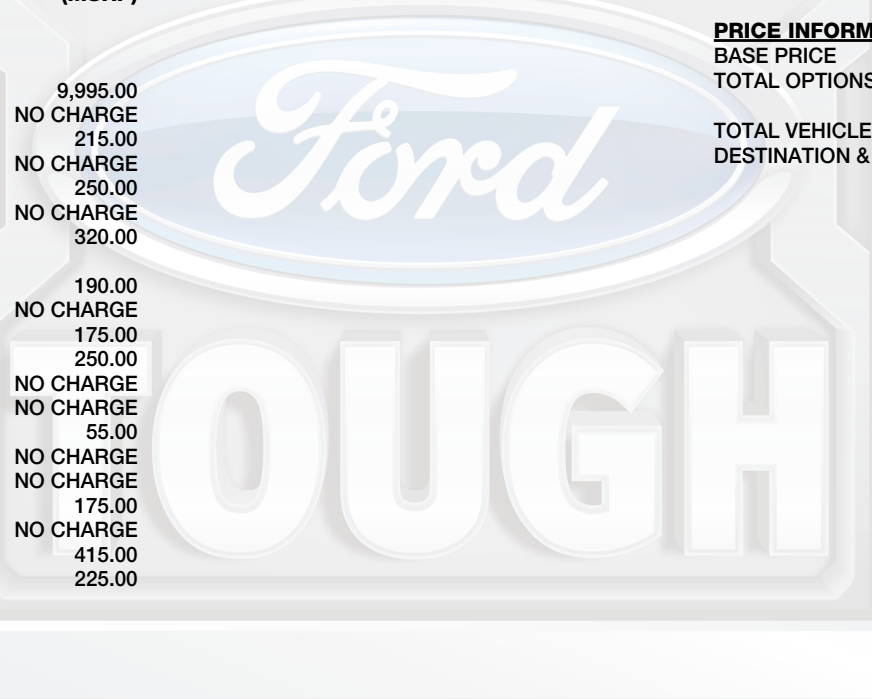 PRICE INFORM
BASE PRICE
TOTAL OPTIONS
TOTAL VEHICLE
DESTINATION &
9,995.00
NO CHARGE
215.00
NO CHARGE
250.00
NO CHARGE
320.00
190.00
NO CHARGE
175.00
250.00
NO CHARGE
NO CHARGE
55.00
NO CHARGE
NO CHARGE
175.00
NO CHARGE
415.00
225.00
Ford
TOUGH